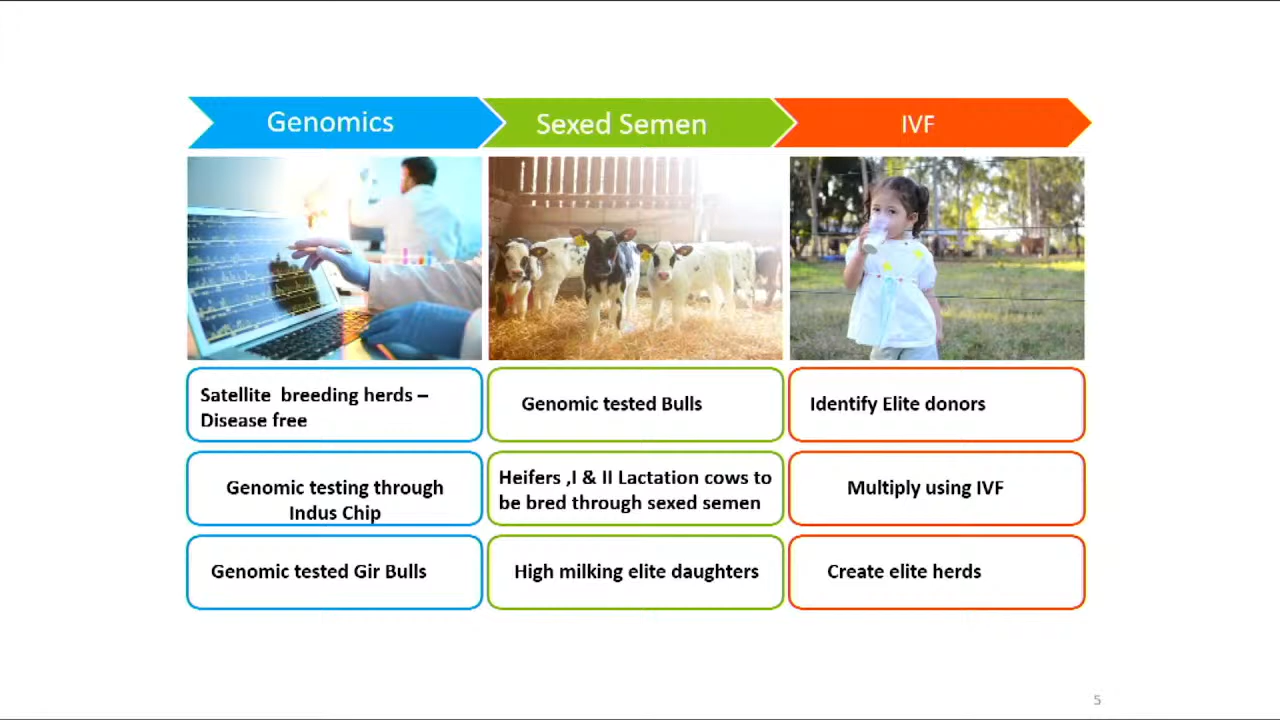 Genomics
Sexed Semen
IVF
Satellite breeding herds –
Disease free
Genomic tested Bulls
Identify Elite donors
Genomic testing through
Indus Chip
Heifers ,I & II Lactation cows to
be bred through sexed semen
Multiply using IVF
Genomic tested Gir Bulls
High milking elite daughters
Create elite herds
5